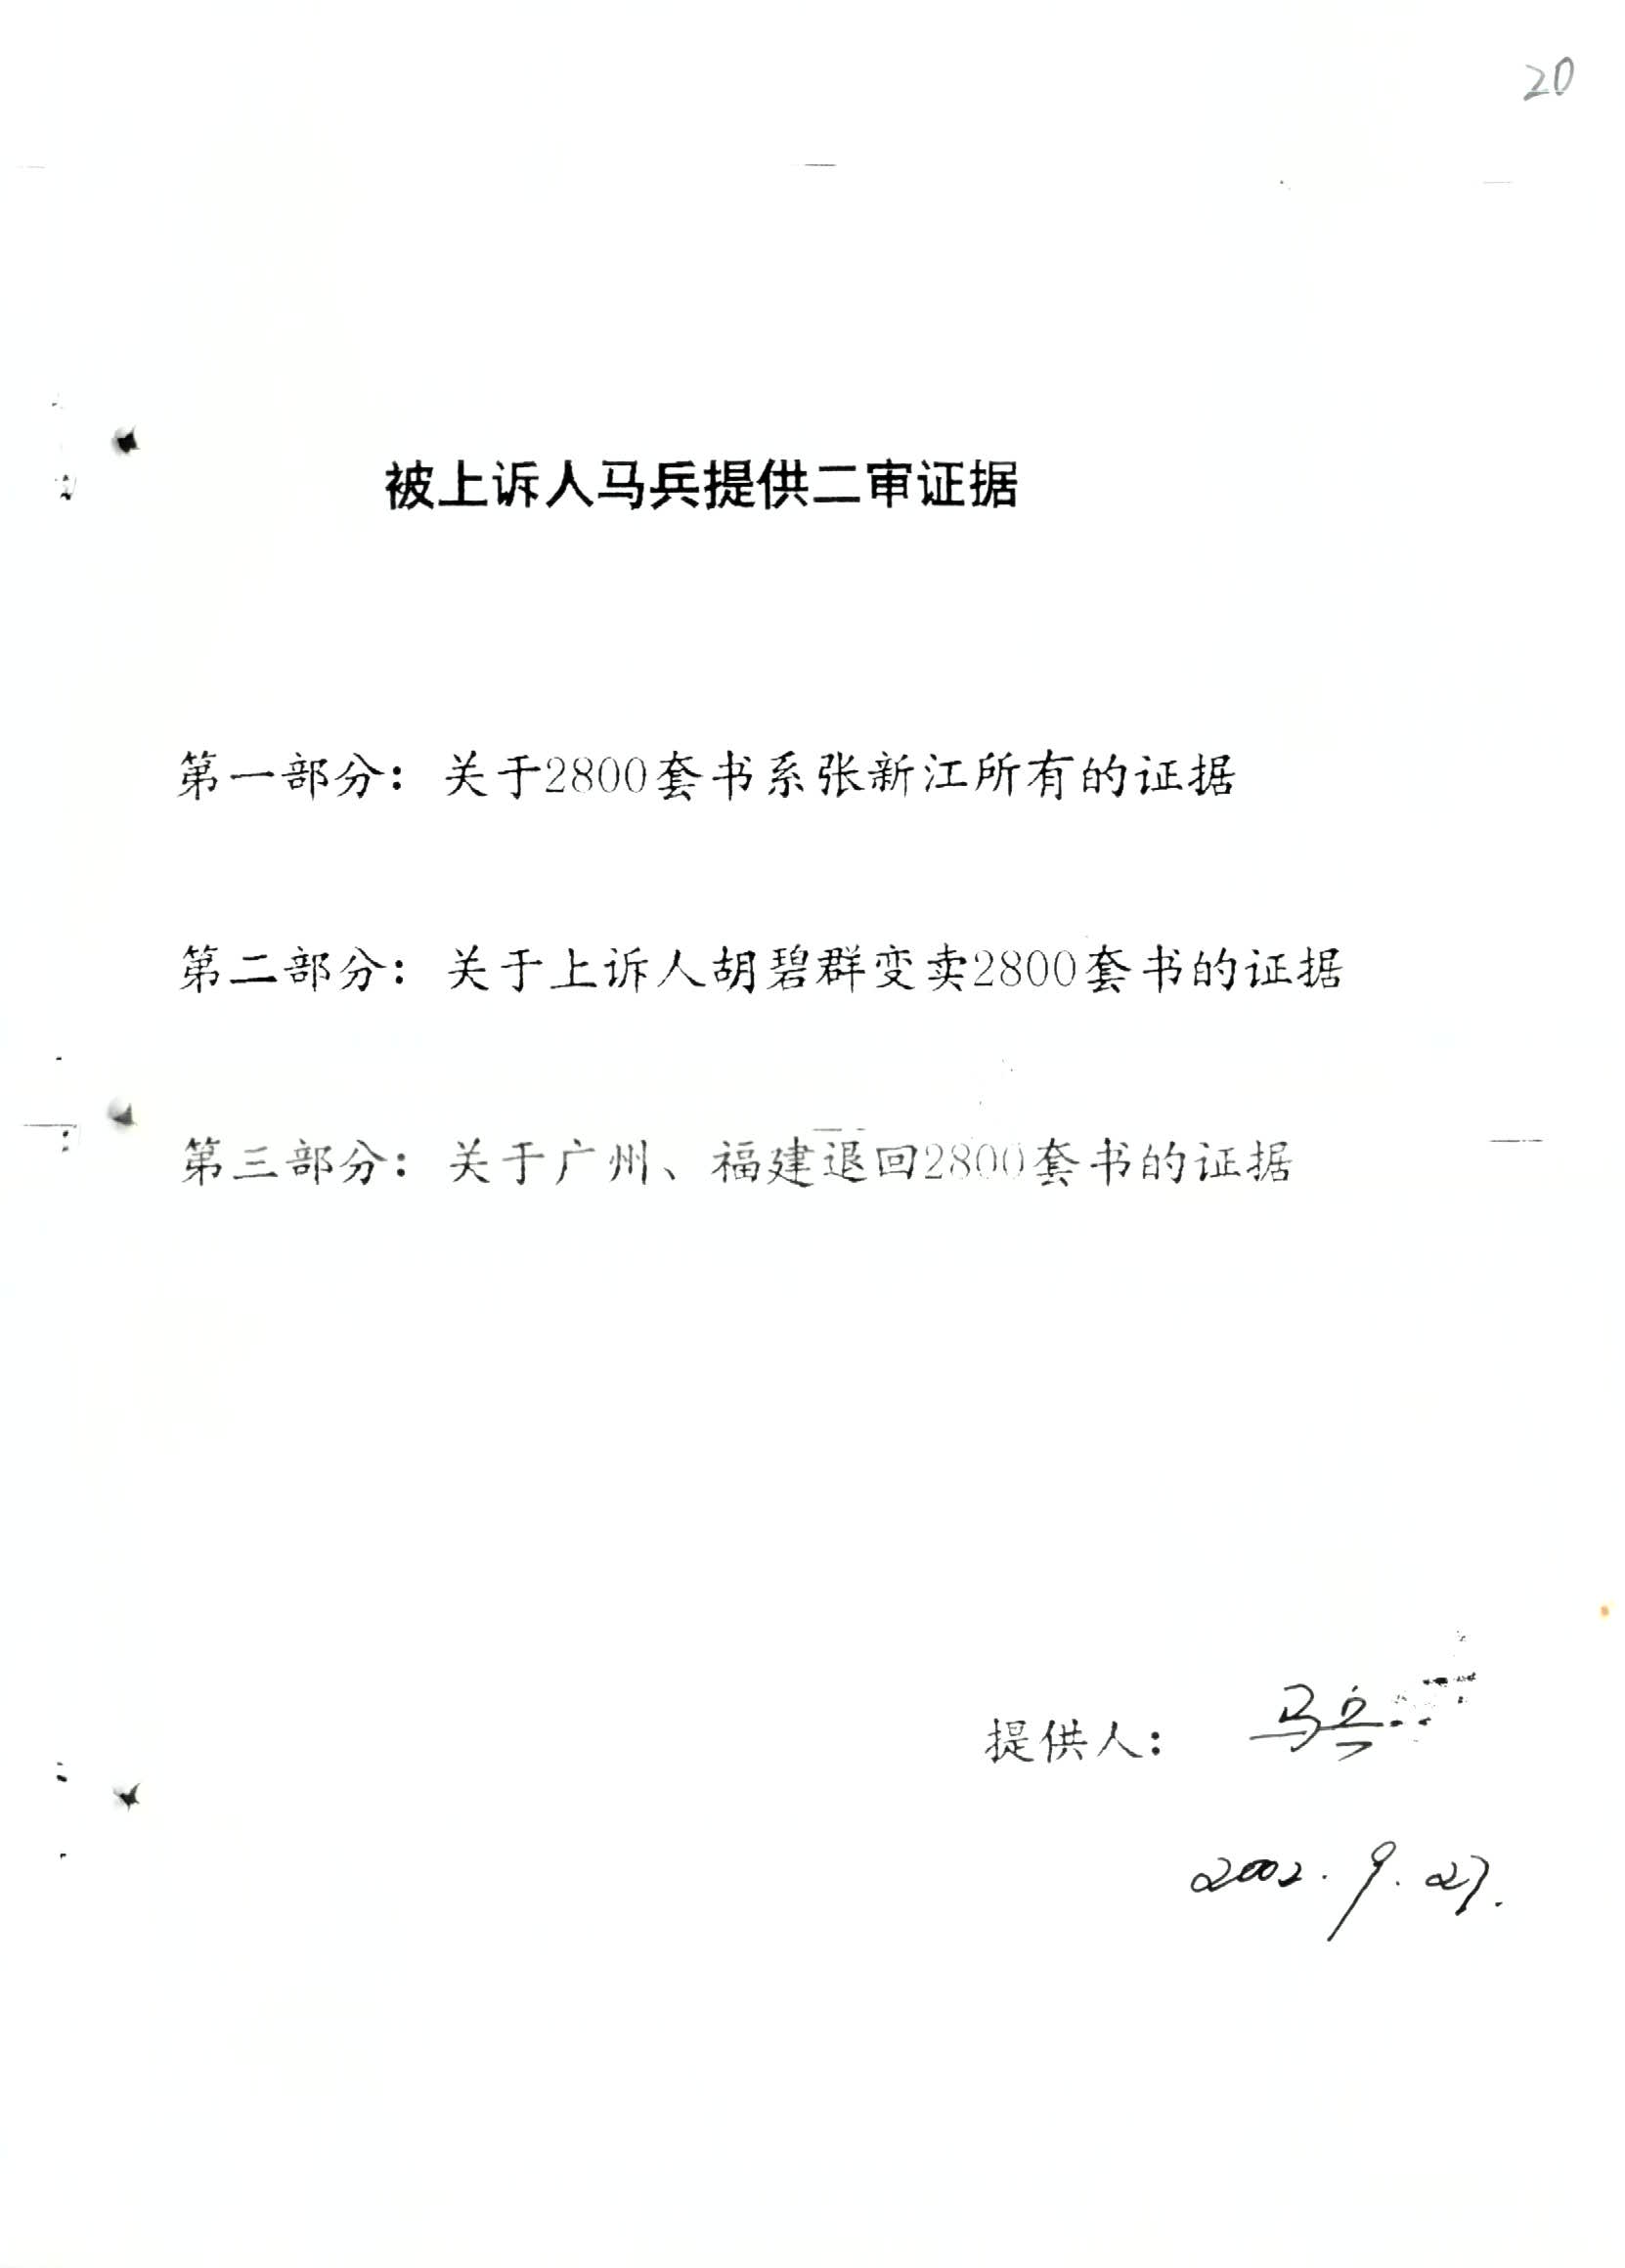 20
被上诉人马兵提供二审证据
第一部分：关于2800套书系张新江所有的证据
第二部分：关于上诉人胡碧群变卖2800套书的证据
第三部分：关于广州、福建退回2800套书的证据
提供人：马兵
2002.9.27.